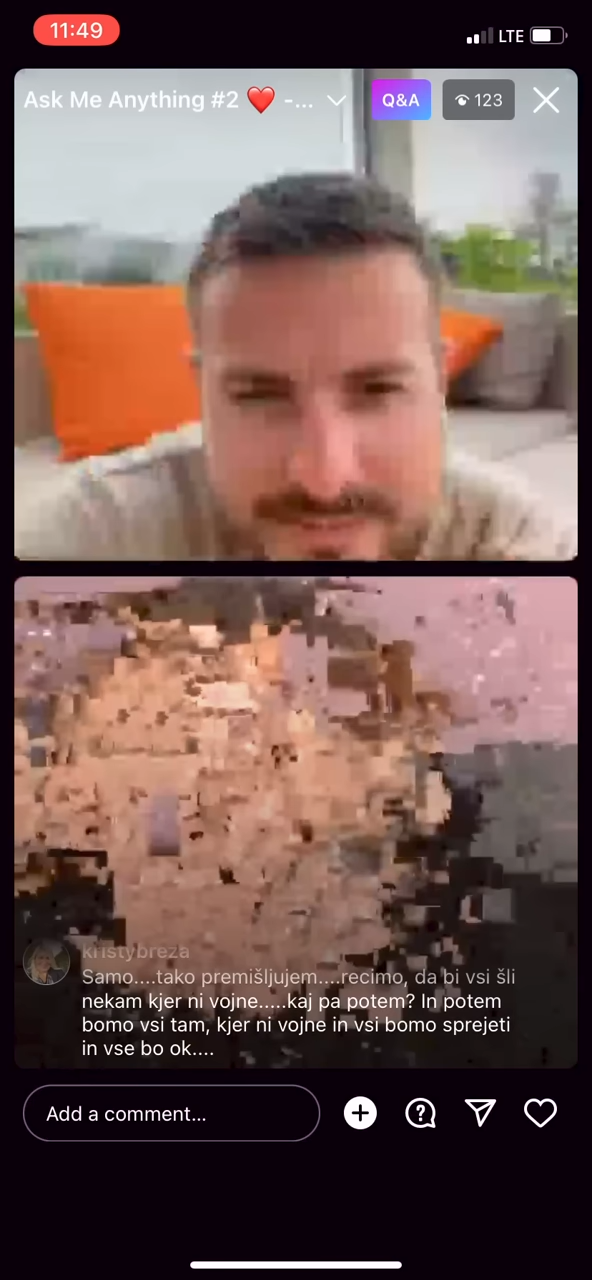 11:49
LTE
Ask Me Anything #2 ❤️ -...
Q&A
123
kristybreza
Samo....tako premišljujem....recimo, da bi vsi šli
nekam kjer ni vojne.....kaj pa potem? In potem
bomo vsi tam, kjer ni vojne in vsi bomo sprejeti
in vse bo ok....
Add a comment...